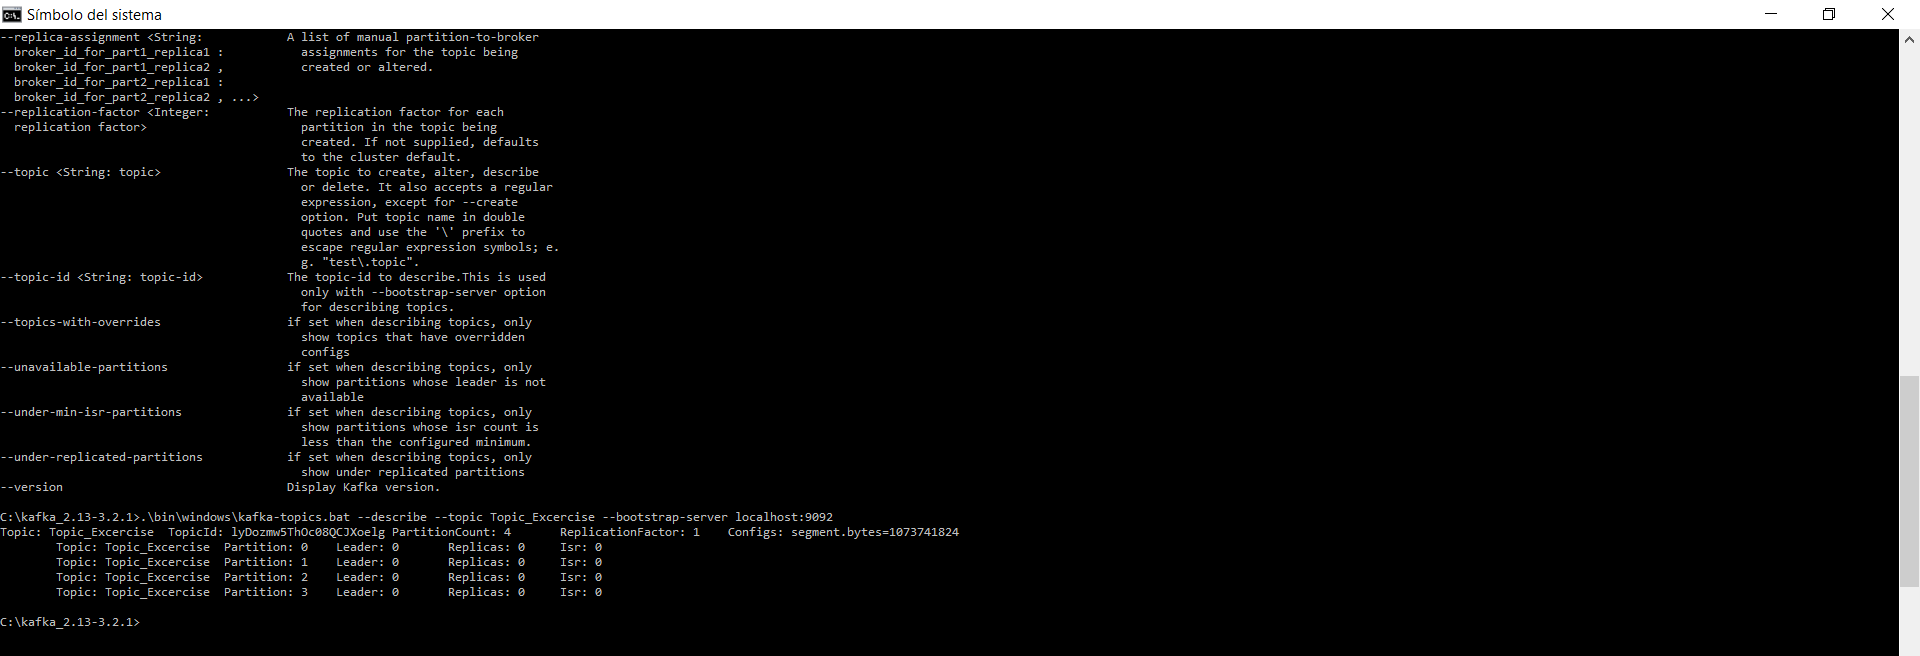 Símbolo del sistema
--replica-assignment <String:           A list of manual partition-to-broker
  broker_id_for_part1_replica1 :          assignments for the topic being
  broker_id_for_part1_replica2 ,          created or altered.
  broker_id_for_part2_replica1 :
  broker_id_for_part2_replica2 , ...>
--replication-factor <Integer:          The replication factor for each
  replication factor>                     partition in the topic being
                                          created. If not supplied, defaults
                                          to the cluster default.
--topic <String: topic>                 The topic to create, alter, describe
                                          or delete. It also accepts a regular
                                          expression, except for --create
                                          option. Put topic name in double
                                          quotes and use the '\' prefix to
                                          escape regular expression symbols; e.
                                          g. "test\.topic".
--topic-id <String: topic-id>           The topic-id to describe.This is used
                                          only with --bootstrap-server option
                                          for describing topics.
--topics-with-overrides                 if set when describing topics, only
                                          show topics that have overridden
                                          configs
--unavailable-partitions                if set when describing topics, only
                                          show partitions whose leader is not
                                          available
--under-min-isr-partitions              if set when describing topics, only
                                          show partitions whose isr count is
                                          less than the configured minimum.
--under-replicated-partitions           if set when describing topics, only
                                          show under replicated partitions
--version                               Display Kafka version.
C:\kafka_2.13-3.2.1>.\bin\windows\kafka-topics.bat --describe --topic Topic_Excercise --bootstrap-server localhost:9092
Topic: Topic_Excercise  TopicId: lyDozmw5ThOc08QCJXoelg PartitionCount: 4       ReplicationFactor: 1    Configs: segment.bytes=1073741824
        Topic: Topic_Excercise  Partition: 0    Leader: 0       Replicas: 0     Isr: 0
        Topic: Topic_Excercise  Partition: 1    Leader: 0       Replicas: 0     Isr: 0
        Topic: Topic_Excercise  Partition: 2    Leader: 0       Replicas: 0     Isr: 0
        Topic: Topic_Excercise  Partition: 3    Leader: 0       Replicas: 0     Isr: 0
C:\kafka_2.13-3.2.1>